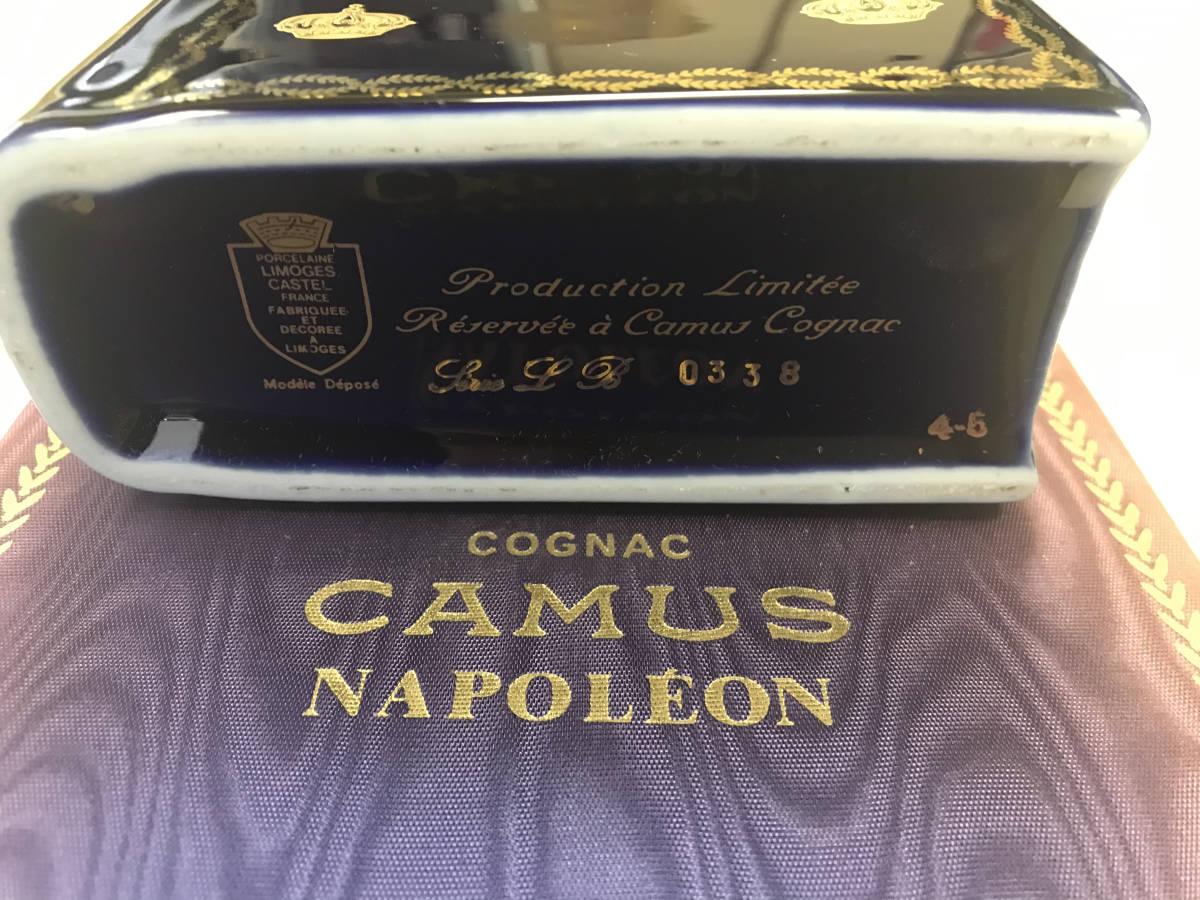 PORCELAINE
LIMOGES
CASTEL
FRANCE
FABRIQUEE
ET
DECOREE
A
LIMOGES
Modèle Déposé
Production Limitée
Réservée à Camus Cognac
Série L B 0338
4-5
COGNAC
CAMUS
NAPOLÉON